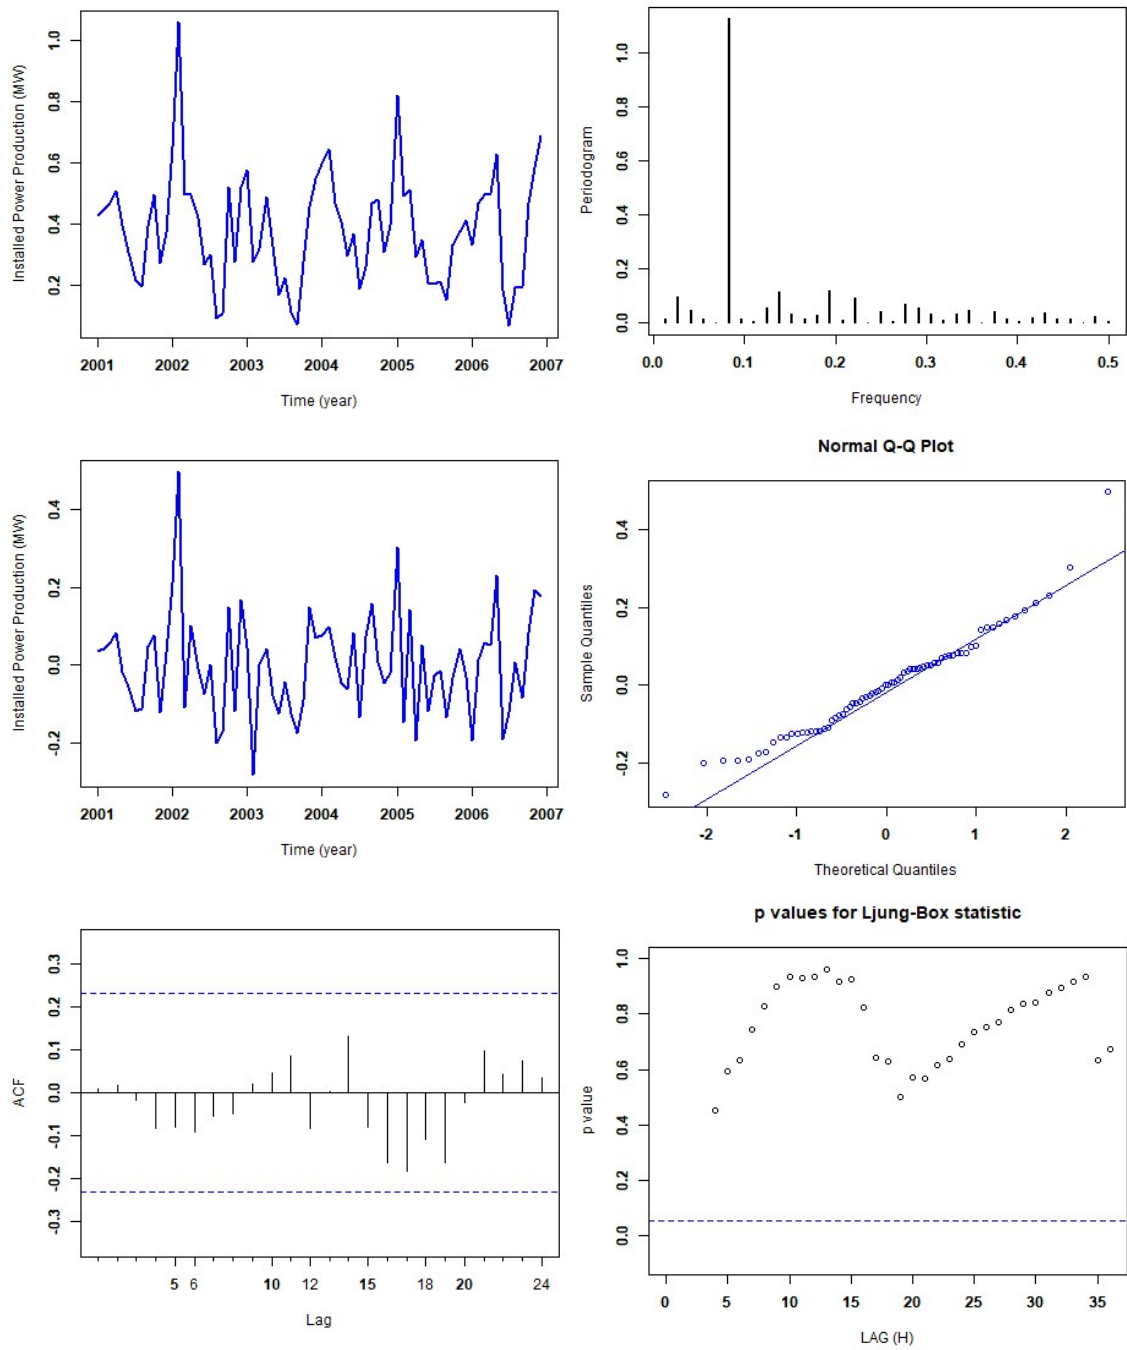 Installed Power Production (MW)
1.0
0.8
0.6
0.4
0.2
2001 2002 2003 2004 2005 2006 2007
Time (year)
Periodogram
1.0
0.8
0.6
0.4
0.2
0.0
0.0 0.1 0.2 0.3 0.4 0.5
Frequency
Installed Power Production (MW)
0.4
0.2
0.0
-0.2
2001 2002 2003 2004 2005 2006 2007
Time (year)
Normal Q-Q Plot
Sample Quantiles
0.4
0.2
0.0
-0.2
-2 -1 0 1 2
Theoretical Quantiles
ACF
0.3
0.2
0.1
0.0
-0.1
-0.2
-0.3
5 6 10 12 15 18 20 24
Lag
p values for Ljung-Box statistic
p value
1.0
0.8
0.6
0.4
0.2
0.0
0 5 10 15 20 25 30 35
LAG (H)